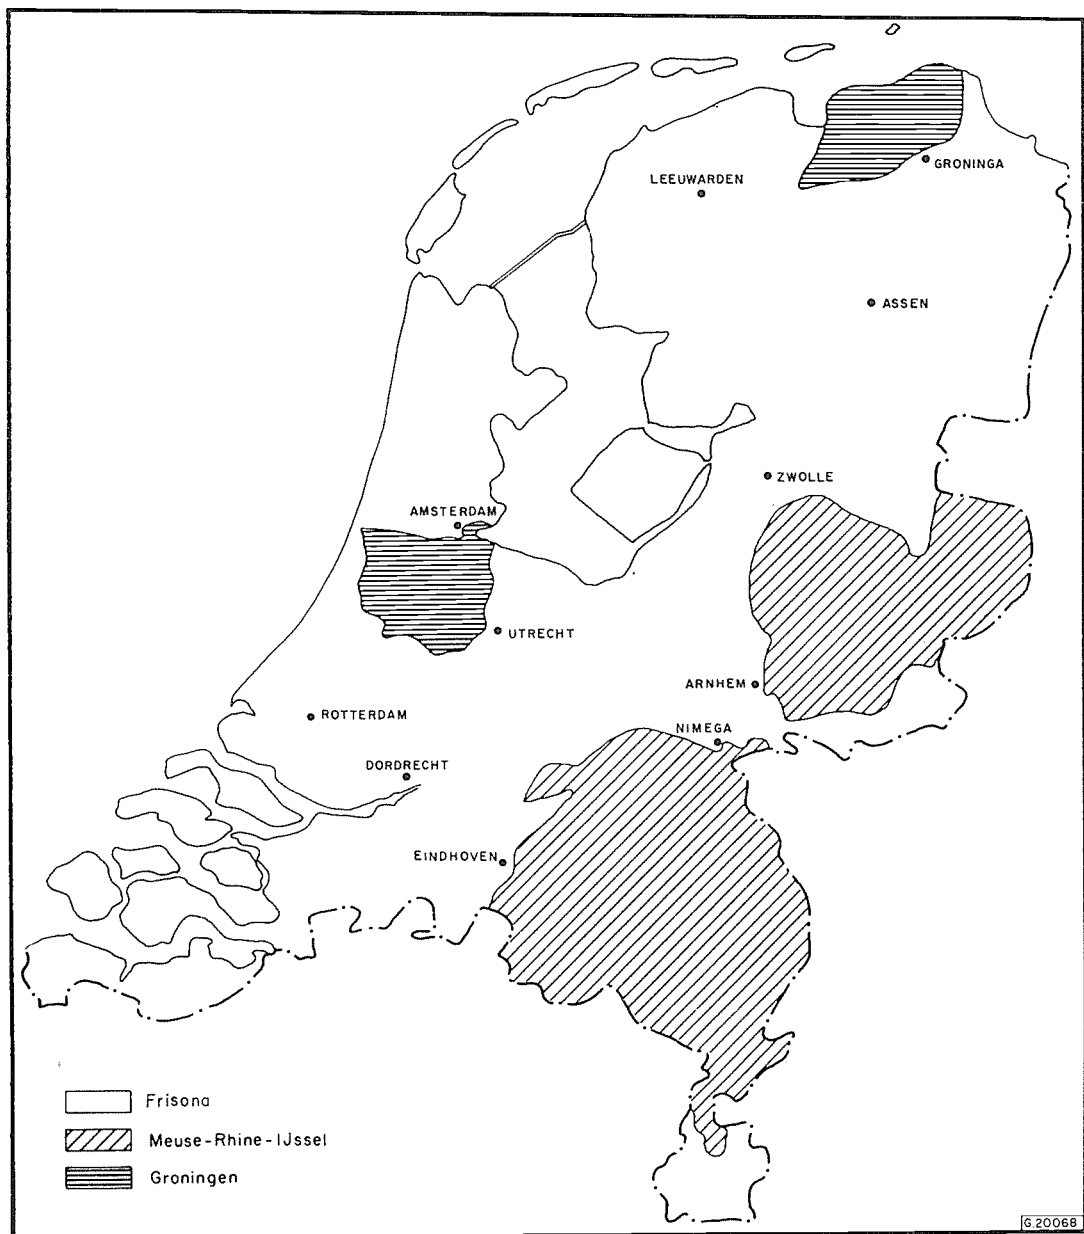 GRONINGA
LEEUWARDEN
ASSEN
ZWOLLE
AMSTERDAM
UTRECHT
ARNHEM
ROTTERDAM
NIMEGA
DORDRECHT
EINDHOVEN
Frisona
Meuse-Rhine-IJssel
Groningen
G.20068